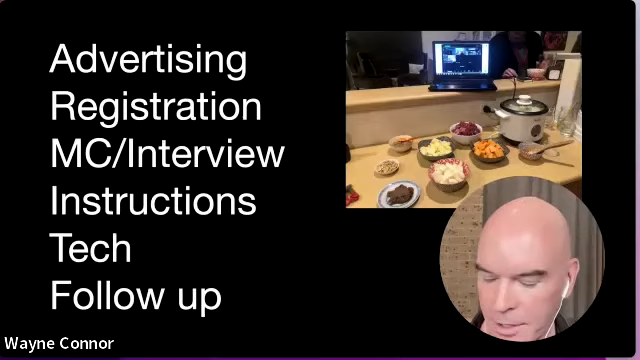 Advertising
Registration
MC/Interview
Instructions
Tech
Follow up
Wayne Connor